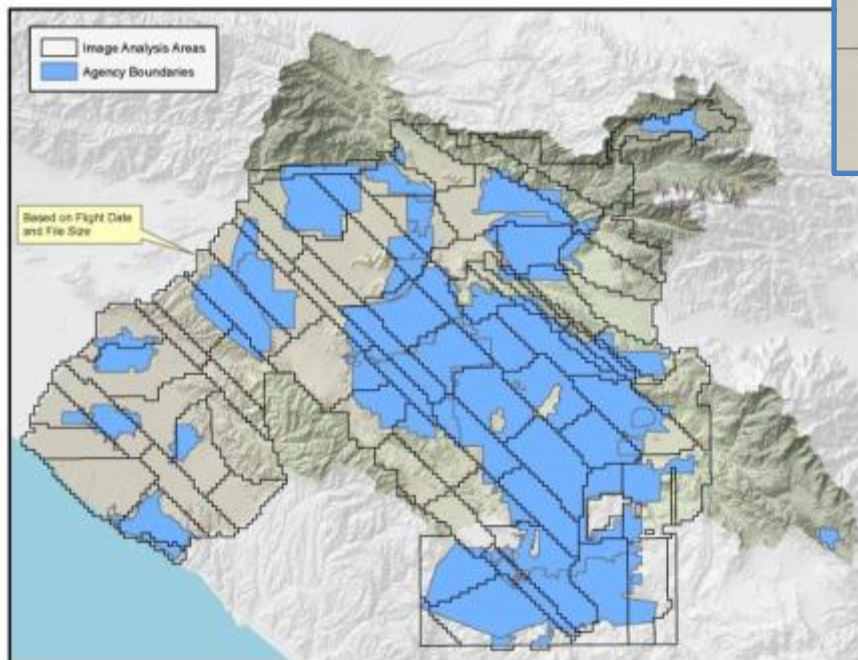 Image Analysis Areas
Agency Boundaries
Based on Flight Date
and File Size